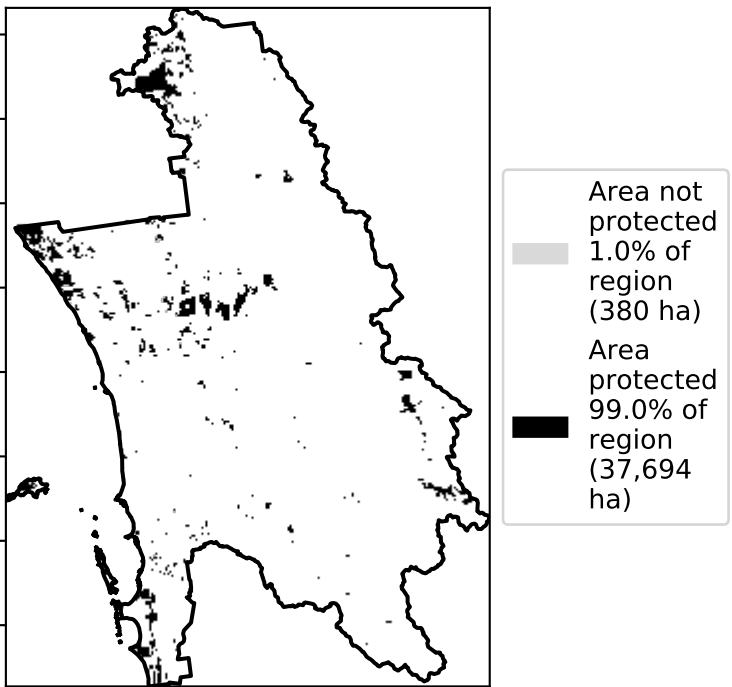 Area not
protected
1.0% of
region
(380 ha)
Area
protected
99.0% of
region
(37,694
ha)